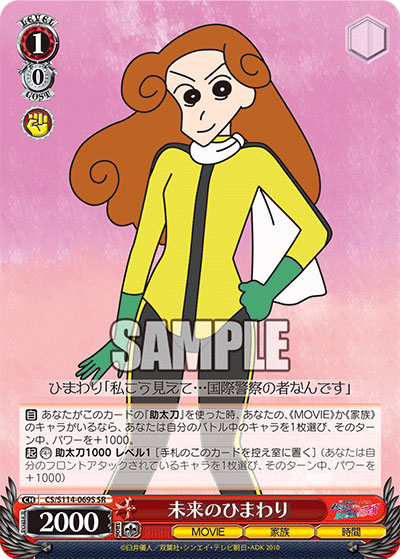 LEVEL
1
0
COST
SAMPLE
ひまわり「私こう見えて…国際警察の者なんです」
自 あなたがこのカードの「助太刀」を使った時、あなたの、《MOVIE》か《家族》
のキャラがいるなら、あなたは自分のバトル中のキャラを1枚選び、そのターン
中、パワーを+1000。
起 助太刀1000 レベル1 [手札のこのカードを控え室に置く] (あなたは自分
のフロントアタックされているキャラを1枚選び、そのターン中、パワーを+1000)
CH CS/S114-069S SR
2000
未来のひまわり
MOVIE 家族 時間
©臼井儀人/双葉社・シンエイ・テレビ朝日・ADK 2010